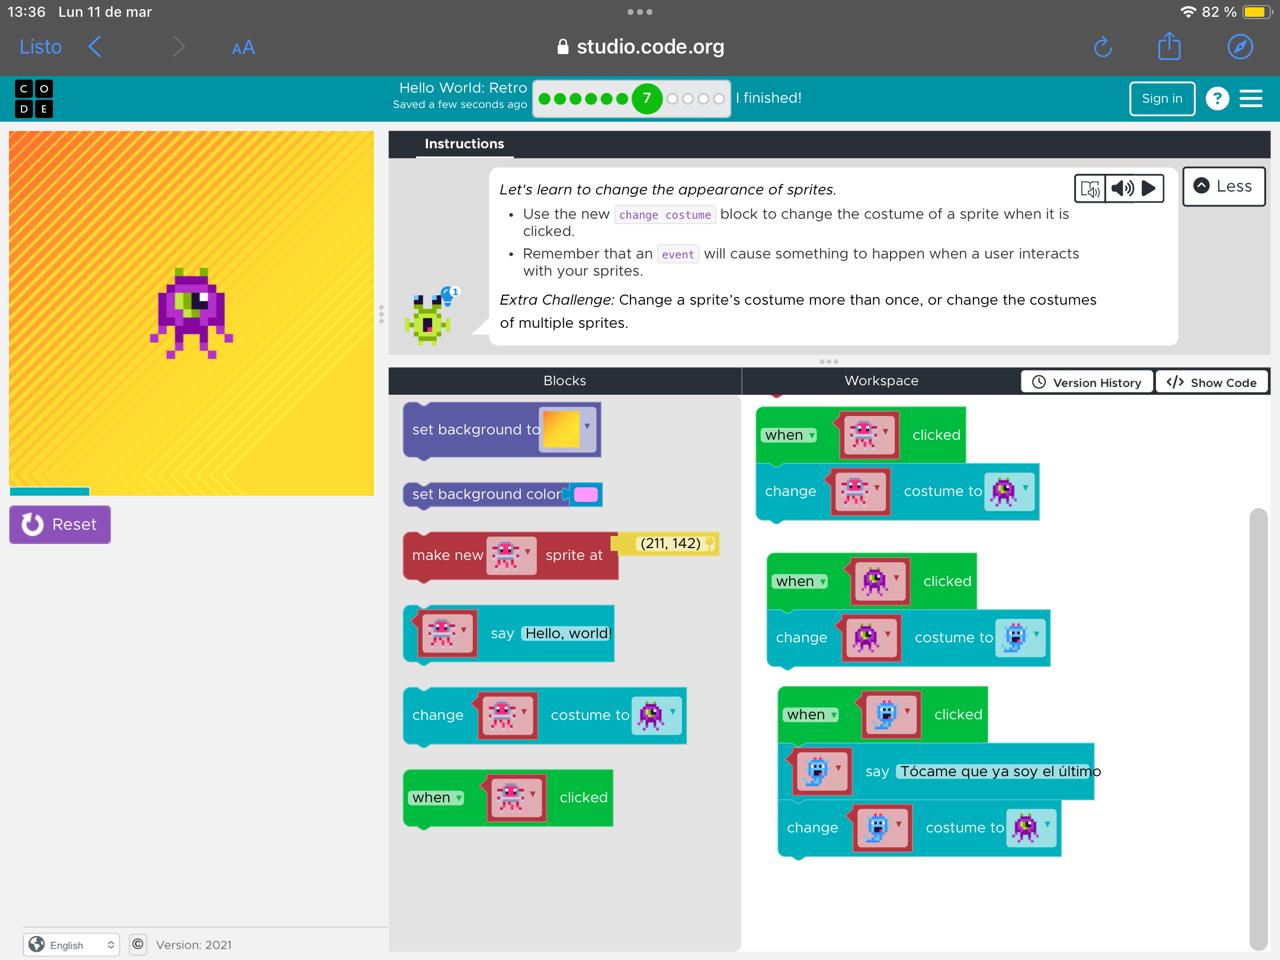 13:36 Lun 11 de mar
82 %
Listo
AA
studio.code.org
C O
D E
Hello World: Retro
Saved a few seconds ago
7
I finished!
Sign in
?
Instructions
Let's learn to change the appearance of sprites.
• Use the new change costume block to change the costume of a sprite when it is
clicked.
• Remember that an event will cause something to happen when a user interacts
with your sprites.
Extra Challenge: Change a sprite's costume more than once, or change the costumes
of multiple sprites.
1
Less
Reset
Blocks
Workspace
Version History
Show Code
set background to
set background color
make new sprite at (211, 142)
say Hello, world!
change costume to
when clicked
when clicked
change costume to
when clicked
change costume to
when clicked
say Tócame que ya soy el último
change costume to
English
©
Version: 2021